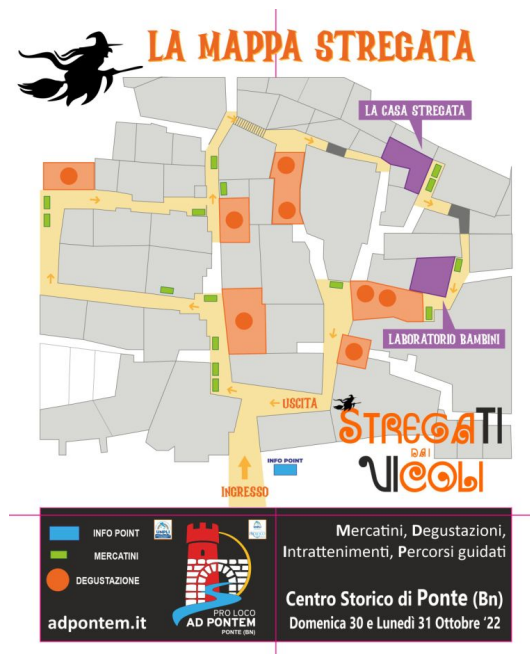 LA MAPPA STREGATA
LA CASA STREGATA
LABORATORIO BAMBINI
USCITA
STREGATI
DAI
VICOLI
INFO POINT
INGRESSO
INFO POINT
MERCATINI
DEGUSTAZIONE
adpontem.it
PRO LOCO
AD PONTEM
PONTE (BN)
Mercatini, Degustazioni,
Intrattenimenti, Percorsi guidati
Centro Storico di Ponte (Bn)
Domenica 30 e Lunedì 31 Ottobre '22